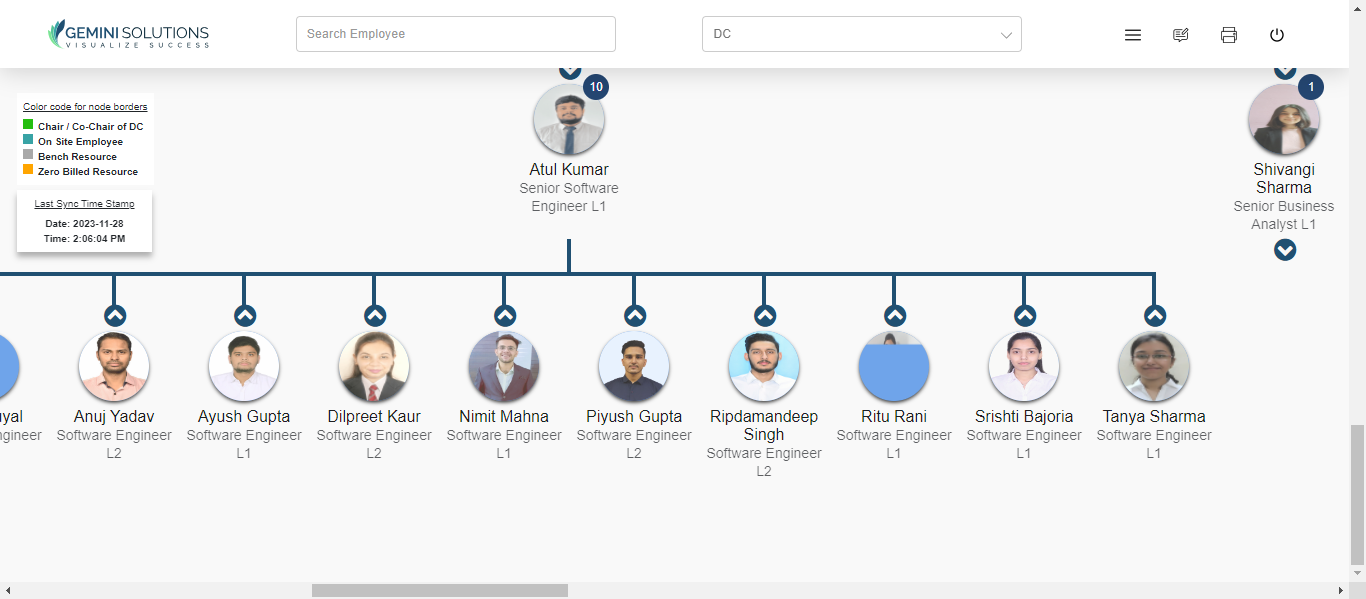 GEMINI SOLUTIONS
VISUALIZE SUCCESS
Search Employee
DC
Color code for node borders
Chair / Co-Chair of DC
On Site Employee
Bench Resource
Zero Billed Resource
Last Sync Time Stamp
Date: 2023-11-28
Time: 2:06:04 PM
10
Atul Kumar
Senior Software
Engineer L1
1
Shivangi
Sharma
Senior Business
Analyst L1
Anuj Yadav
Software Engineer
L2
Ayush Gupta
Software Engineer
L1
Dilpreet Kaur
Software Engineer
L2
Nimit Mahna
Software Engineer
L1
Piyush Gupta
Software Engineer
L2
Ripdamandeep
Singh
Software Engineer
L2
Ritu Rani
Software Engineer
L1
Srishti Bajoria
Software Engineer
L1
Tanya Sharma
Software Engineer
L1